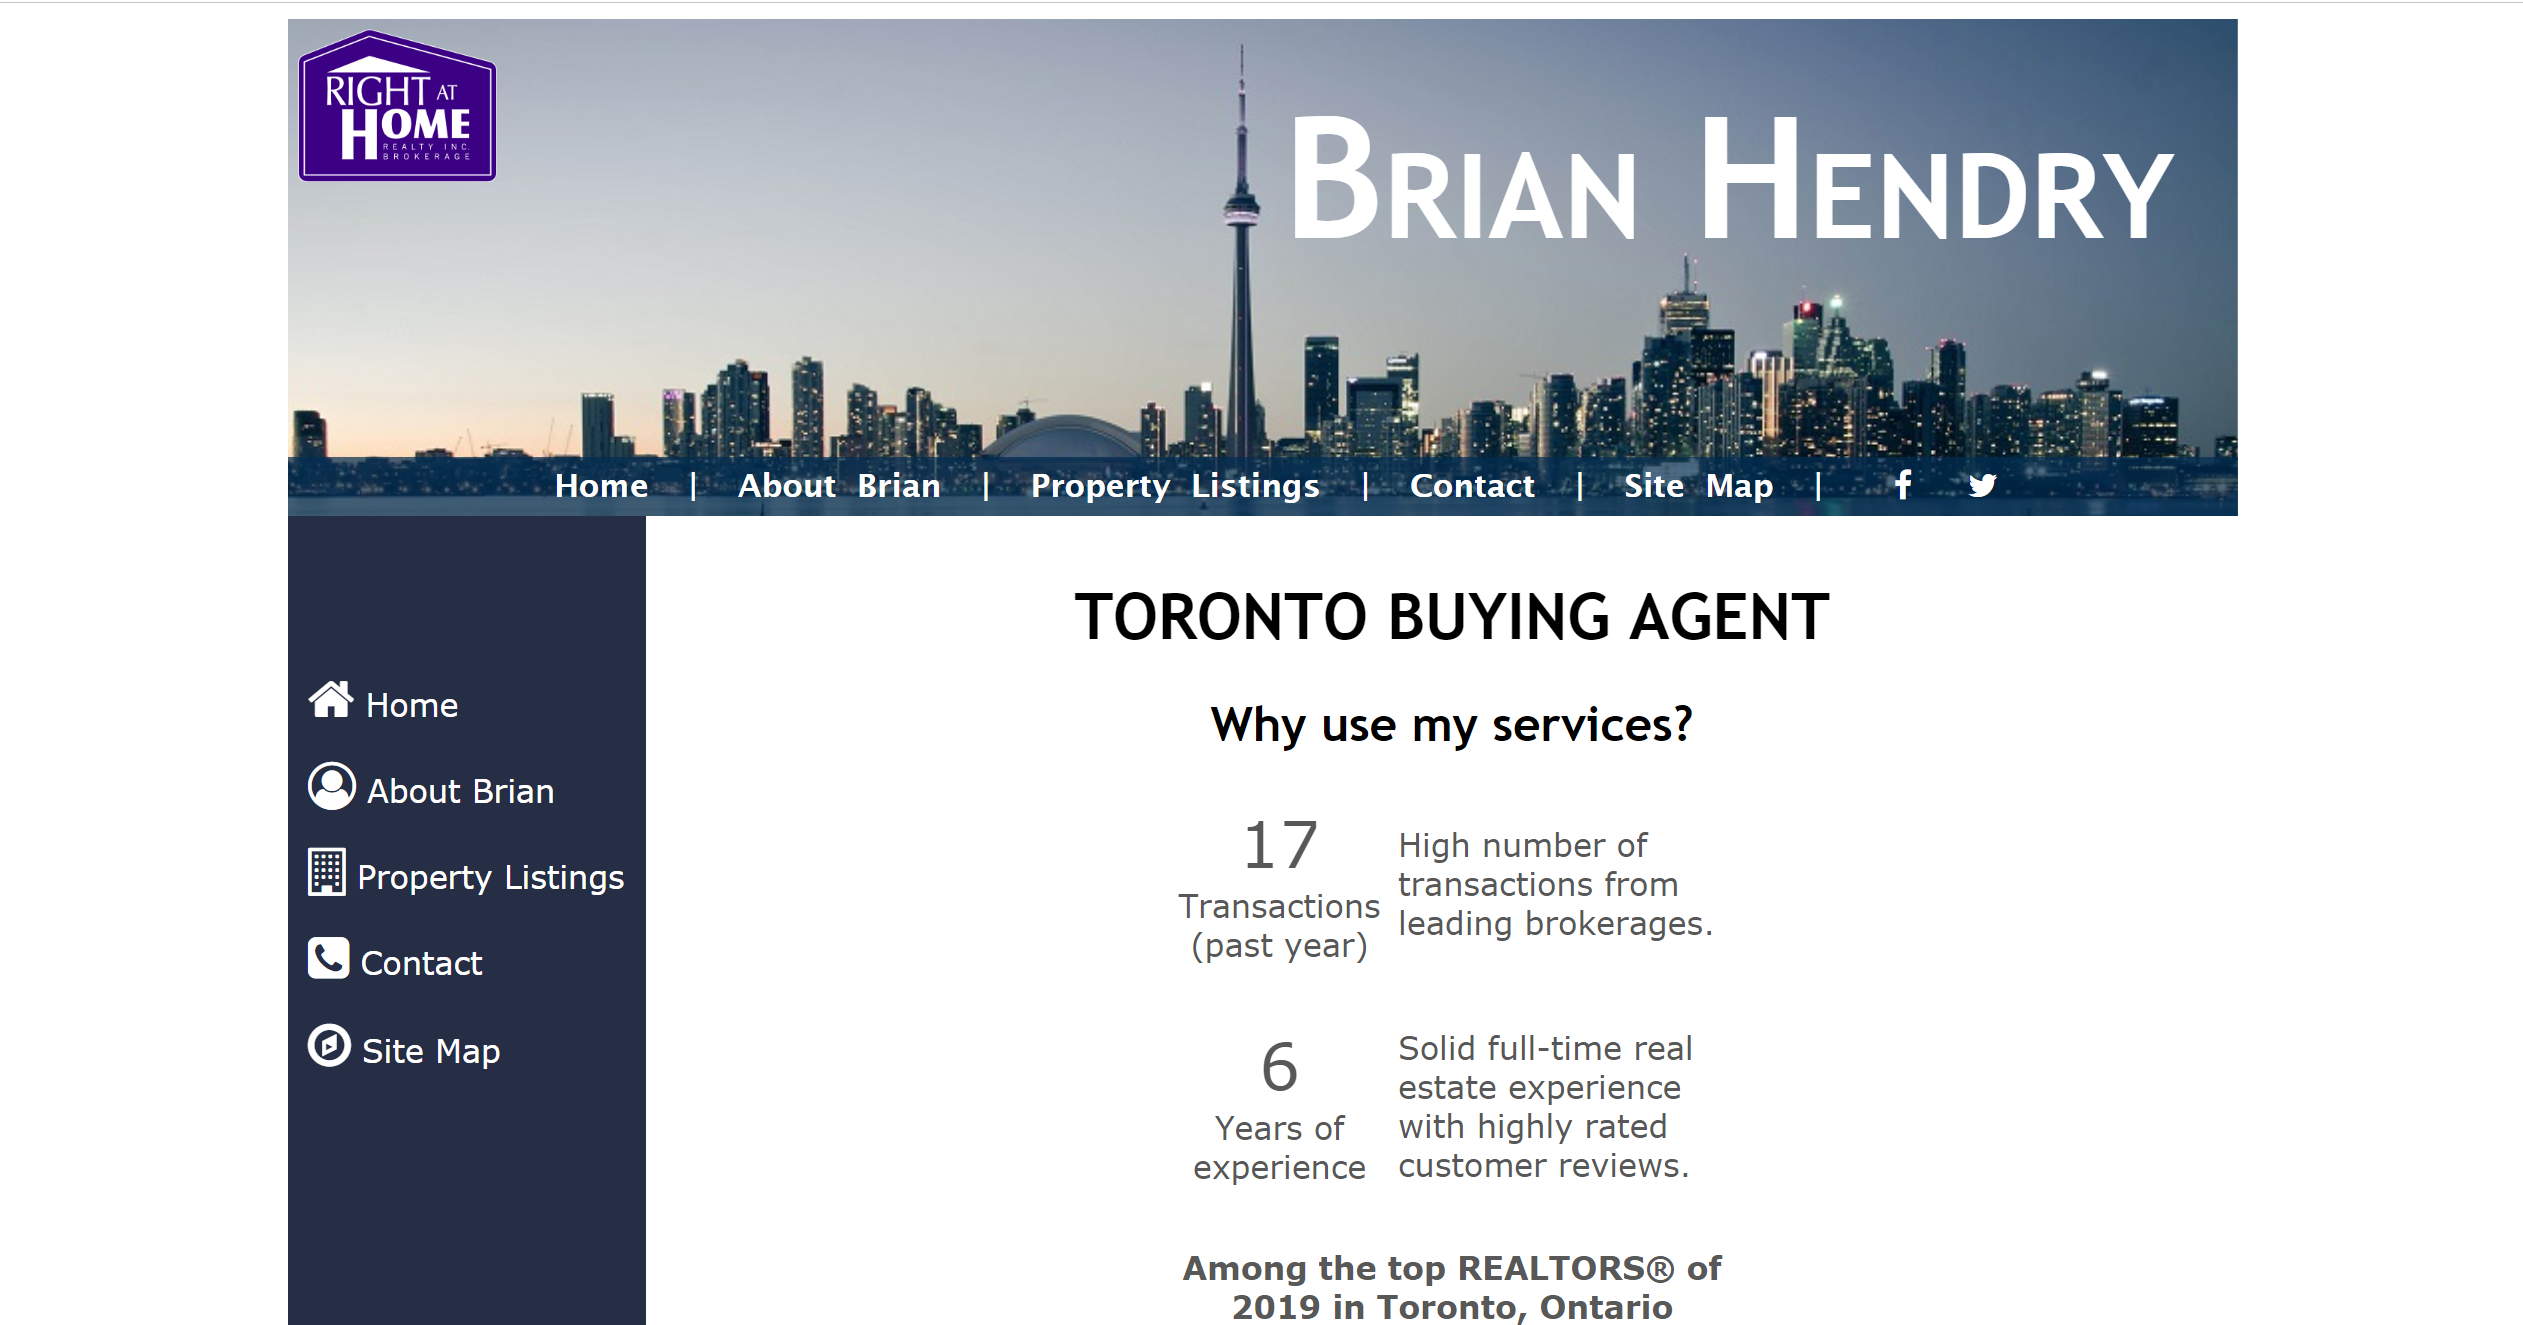 RIGHT AT
HOME
REALTY INC.
BROKERAGE
BRIAN HENDRY
Home | About Brian | Property Listings | Contact | Site Map |
TORONTO BUYING AGENT
Why use my services?
Home
About Brian
Property Listings
Contact
Site Map
17
Transactions
(past year)
High number of
transactions from
leading brokerages.
6
Years of
experience
Solid full-time real
estate experience
with highly rated
customer reviews.
Among the top REALTORS® of
2019 in Toronto, Ontario